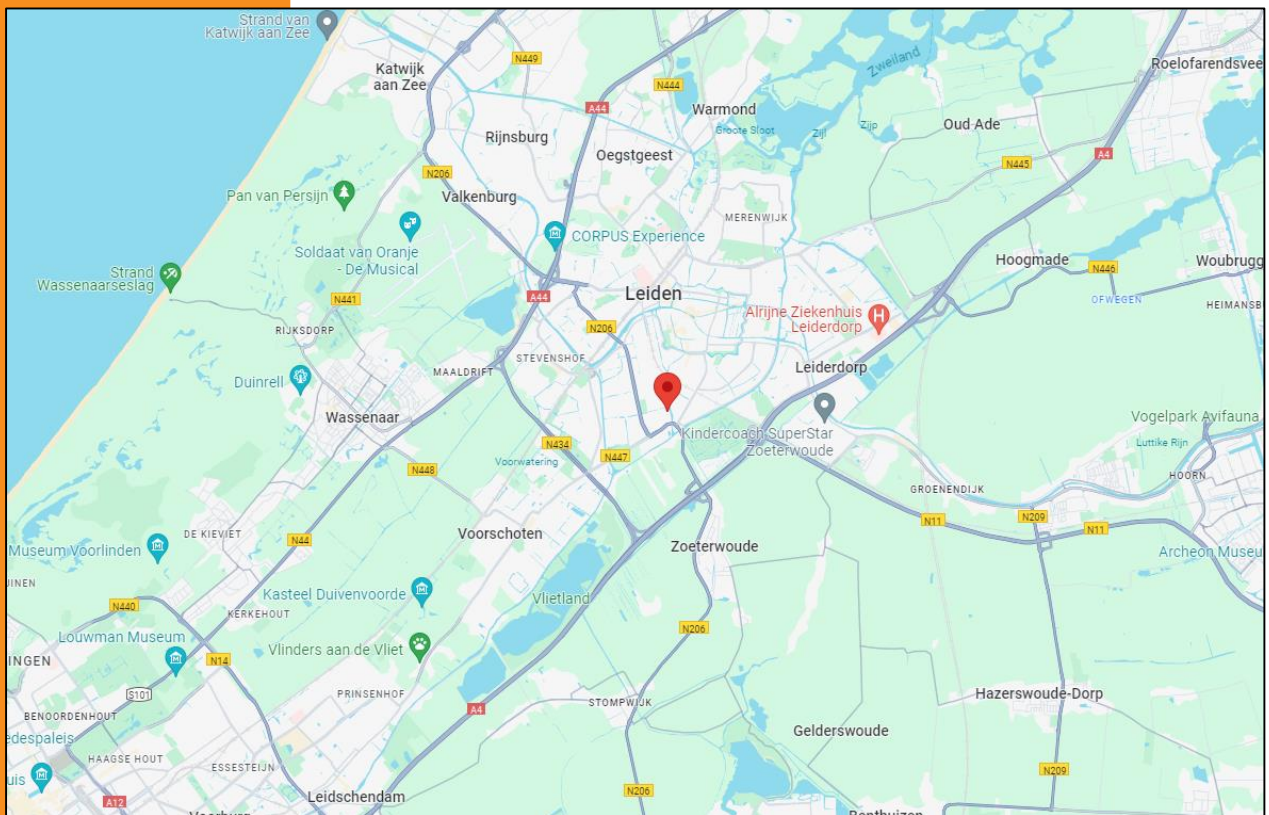 Strand van
Katwijk aan Zee
Katwijk
aan Zee
N449
N444
Zweiland
Roelofarendsvee
A44
Warmond
Groote Sloot
Zijl
Zijp
Oud Ade
Rijnsburg
Oegstgeest
A4
N445
N206
Pan van Persijn
Valkenburg
MERENWIJK
Soldaat van Oranje
- De Musical
CORPUS Experience
Strand
Wassenaarseslag
Hoogmade
N446
Woubrugg
N441
A44
Leiden
OFWEGEN
HEIMANSB
Alrijne Ziekenhuis
Leiderdorp
RIJKSDORP
N206
STEVENSHOF
MAALDRIFT
Leiderdorp
Duinrell
Wassenaar
Vogelpark Avifauna
Kindercoach SuperStar
Zoeterwoude
N434
N447
Luttike Rijn
Voorwatering
N448
HOORN
GROENENDIJK
N209
N11
N11
DE KIEVIT
N44
Voorschoten
Zoeterwoude
Museum Voorlinden
Archeon Museu
UINEN
Kasteel Duivenvoorde
Vlietland
N440
KERKEHOUT
N206
Louwman Museum
Vlinders aan de Vliet
INGEN
N14
S101
PRINSENHOF
STOMPWIJK
Hazerswoude-Dorp
BENOORDENHOUT
A4
Gelderswoude
edespaleis
HAAGSE HOUT
ESSESTEIJN
uis
N209
N206
Leidschendam
A12